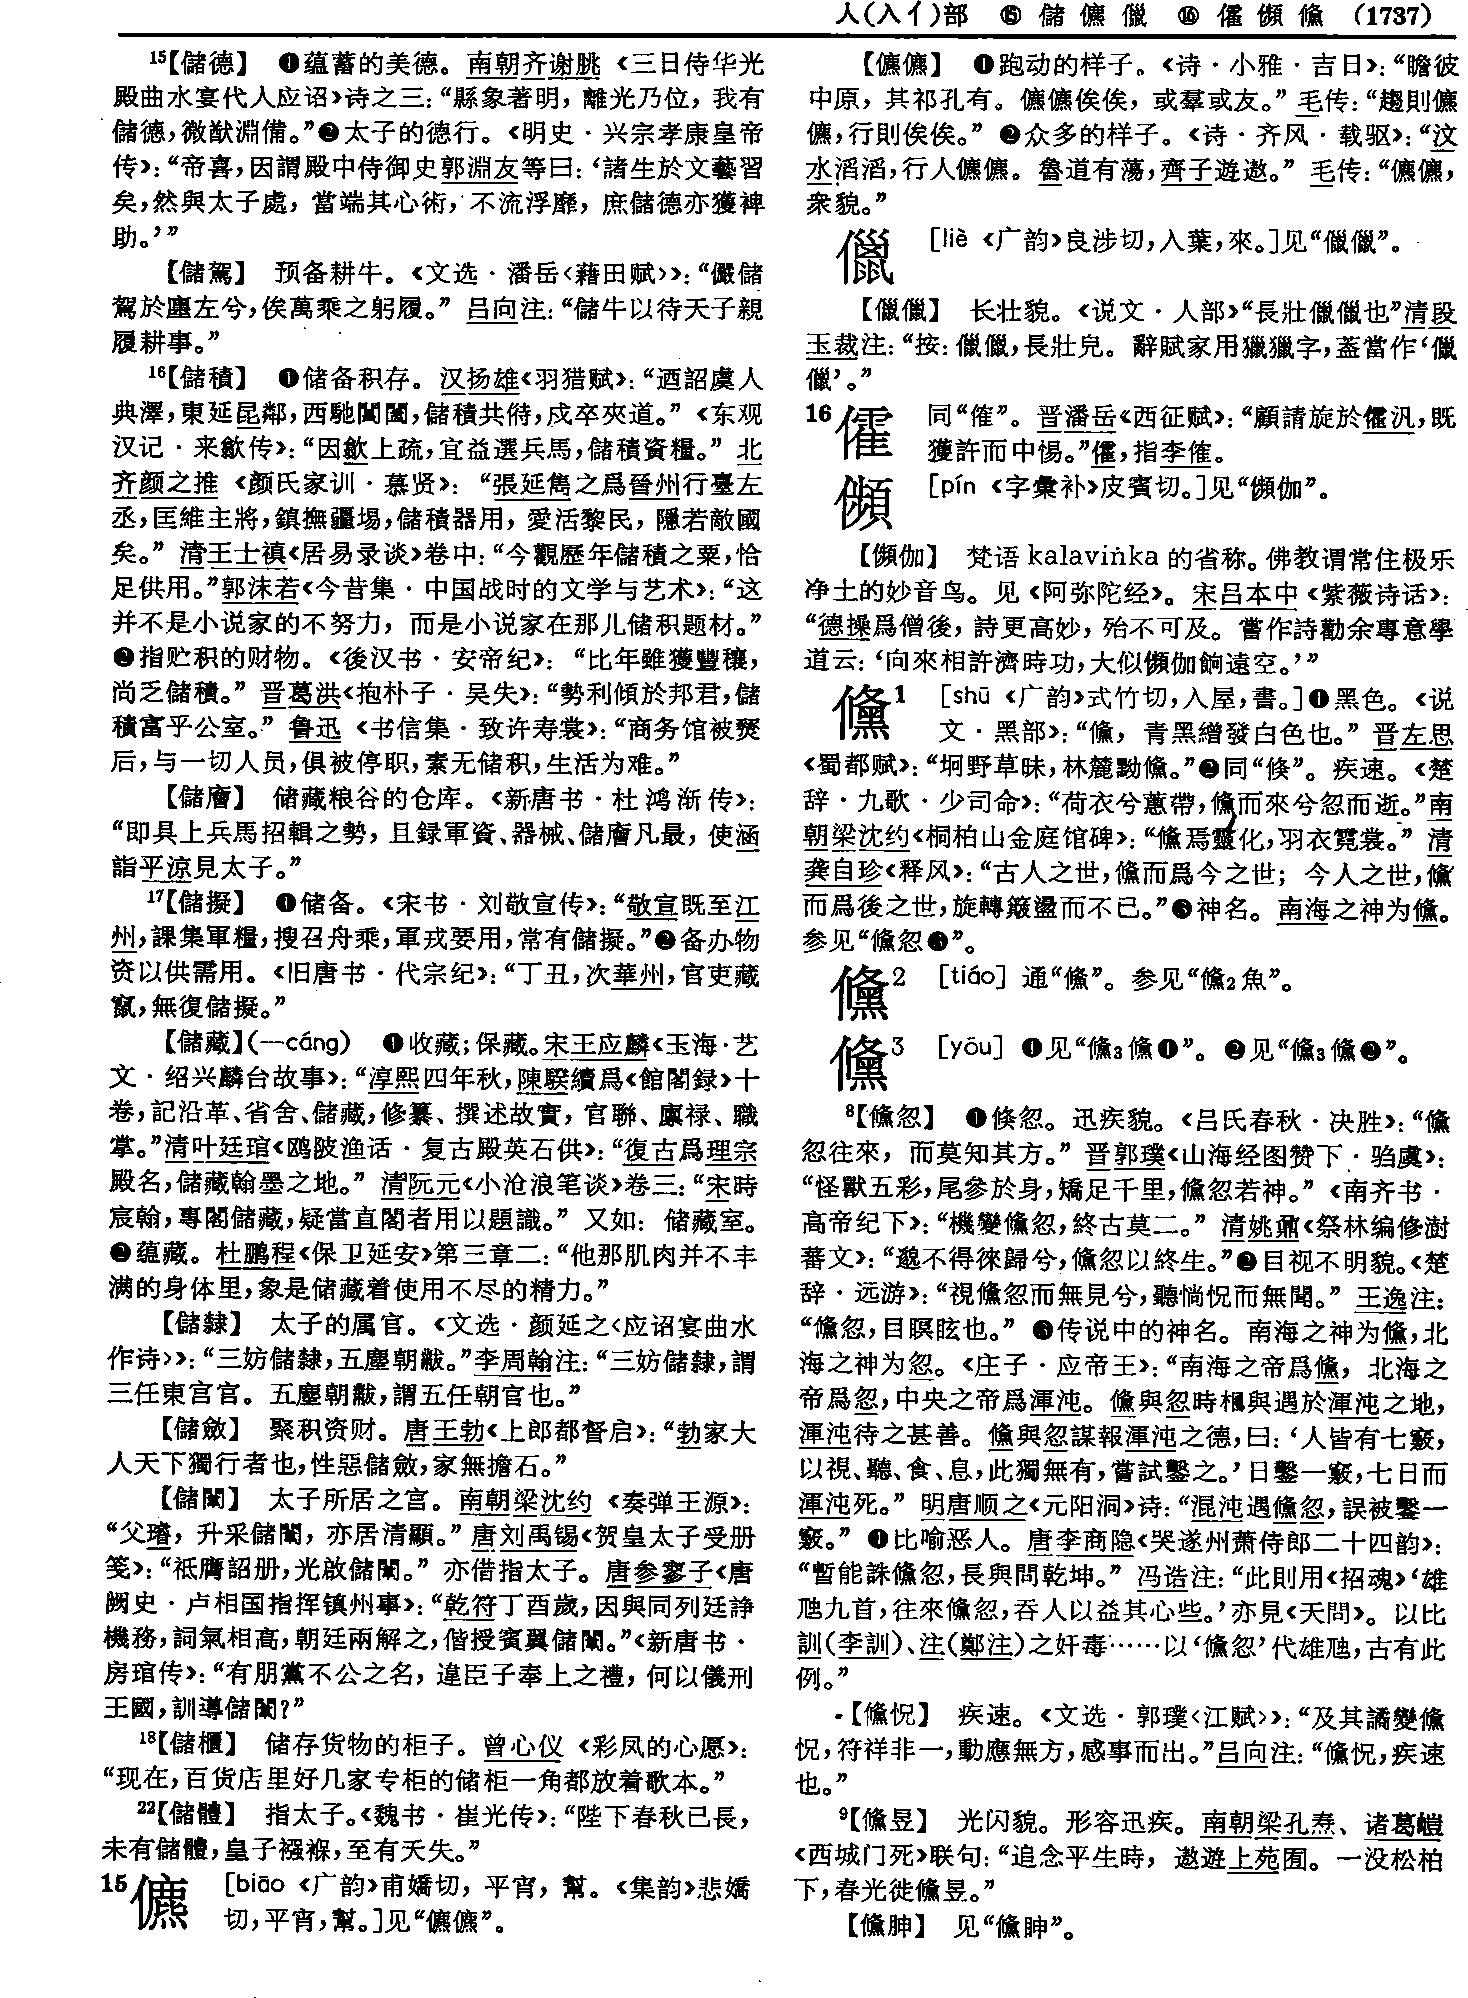 人(入亻)部 ⑮ 儲 儦 儠 ⑯ 㒛 儐 儵 (1737)
15【儲德】 ❶蕴蓄的美德。南朝齐谢朓《三日侍华光
殿曲水宴代人应诏》诗之三：“縣象著明，離光乃位，我有
儲德，徽猷淵備。”❷太子的德行。《明史·兴宗孝康皇帝
传》：“帝喜，因謂殿中侍御史郭淵友等曰：‘諸生於文藝習
矣，然與太子處，當端其心術，不流浮靡，庶儲德亦獲裨
助。’”
【儲駕】 预备耕牛。《文选·潘岳〈藉田赋〉》：“儼儲
駕於廛左兮，俟萬乘之躬履。”吕向注：“儲牛以待天子親
履耕事。”
16【儲積】 ❶储备积存。汉扬雄《羽猎赋》：“迺詔虞人
典澤，東延昆鄰，西馳閶闔，儲積共偫，戍卒夾道。”《东观
汉记·来歙传》：“因歙上疏，宜益選兵馬，儲積資糧。”北
齐颜之推《颜氏家训·慕贤》：“張延雋之爲晉州行臺左
丞，匡維主將，鎮撫疆埸，儲積器用，愛活黎民，隱若敵國
矣。”清王士禛《居易录谈》卷中：“今觀歷年儲積之粟，恰
足供用。”郭沫若《今昔集·中国战时的文学与艺术》：“这
并不是小说家的不努力，而是小说家在那儿储积题材。”
❷指贮积的财物。《後汉书·安帝纪》：“比年雖獲豐穰，
尚乏儲積。”晋葛洪《抱朴子·吴失》：“勢利傾於邦君，儲
積富乎公室。”鲁迅《书信集·致许寿裳》：“商务馆被燹
后，与一切人员，俱被停职，素无储积，生活为难。”
【儲廥】 储藏粮谷的仓库。《新唐书·杜鸿渐传》：
“即具上兵馬招輯之勢，且録軍資、器械、儲廥凡最，使涵
詣平涼見太子。”
17【儲擬】 ❶储备。《宋书·刘敬宣传》：“敬宣既至江
州，課集軍糧，搜召舟乘，軍戎要用，常有儲擬。”❷备办物
资以供需用。《旧唐书·代宗纪》：“丁丑，次華州，官吏藏
竄，無復儲擬。”
【儲藏】(—cáng) ❶收藏；保藏。宋王应麟《玉海·艺
文·绍兴麟台故事》：“淳熙四年秋，陳騤續爲《館閣録》十
卷，記沿革、省舍、儲藏，修纂、撰述故實，官聯、廪禄、職
掌。”清叶廷琯《鸥陂渔话·复古殿英石供》：“復古爲理宗
殿名，儲藏翰墨之地。”清阮元《小沧浪笔谈》卷三：“宋時
宸翰，專閣儲藏，疑當直閣者用以題識。”又如：储藏室。
❷蕴藏。杜鹏程《保卫延安》第三章二：“他那肌肉并不丰
满的身体里，象是储藏着使用不尽的精力。”
【儲隸】 太子的属官。《文选·颜延之〈应诏宴曲水
作诗〉》：“三妨儲隸，五塵朝黻。”李周翰注：“三妨儲隸，謂
三任東宫官。五塵朝黻，謂五任朝官也。”
【儲斂】 聚积资财。唐王勃《上郎都督启》：“勃家大
人天下獨行者也，性惡儲斂，家無擔石。”
【儲闈】 太子所居之宫。南朝梁沈约《奏弹王源》：
“父璿，升采儲闈，亦居清顯。”唐刘禹锡《贺皇太子受册
笺》：“祗膺詔册，光啟儲闈。”亦借指太子。唐参寥子《唐
阙史·卢相国指挥镇州事》：“乾符丁酉歲，因與同列廷諍
機務，詞氣相高，朝廷兩解之，偕授賓翼儲闈。”《新唐书·
房琯传》：“有朋黨不公之名，違臣子奉上之禮，何以儀刑
王國，訓導儲闈？”
18【儲櫃】 储存货物的柜子。曾心仪《彩凤的心愿》：
“现在，百货店里好几家专柜的储柜一角都放着歌本。”
22【儲體】 指太子。《魏书·崔光传》：“陛下春秋已長，
未有儲體，皇子襁褓，至有夭失。”
15 儦 [biāo 《广韵》甫嬌切，平宵，幫。《集韵》悲嬌
切，平宵，幫。]见“儦儦”。
【儦儦】 ❶跑动的样子。《诗·小雅·吉日》：“瞻彼
中原，其祁孔有。儦儦俟俟，或羣或友。”毛传：“趨則儦
儦，行則俟俟。”❷众多的样子。《诗·齐风·载驱》：“汶
水滔滔，行人儦儦。魯道有蕩，齊子遊遨。”毛传：“儦儦，
衆貌。”
儠 [liè 《广韵》良涉切，入葉，來。]见“儠儠”。
【儠儠】 长壮貌。《说文·人部》“長壯儠儠也”清段
玉裁注：“按：儠儠，長壯皃。辭賦家用獵獵字，蓋當作‘儠
儠’。”
16 㒛 同“傕”。晋潘岳《西征赋》：“顧請旋於㒛汜，既
獲許而中惕。”㒛，指李傕。
𠐺 [pín 《字彙补》皮賓切。]见“𠐺伽”。
【𠐺伽】 梵语kalaviṅka的省称。佛教谓常住极乐
净土的妙音鸟。见《阿弥陀经》。宋吕本中《紫薇诗话》：
“德操爲僧後，詩更高妙，殆不可及。嘗作詩勸余專意學
道云：‘向來相許濟時功，大似𠐺伽餉遠空。’”
儵1 [shū 《广韵》式竹切，入屋，書。]❶黑色。《说
文·黑部》：“儵，青黑繒發白色也。”晋左思
《蜀都赋》：“坰野草昧，林麓黝儵。”❷同“倏”。疾速。《楚
辞·九歌·少司命》：“荷衣兮蕙帶，儵而來兮忽而逝。”南
朝梁沈约《桐柏山金庭馆碑》：“儵焉靈化，羽衣霓裳。”清
龚自珍《释风》：“古人之世，儵而爲今之世；今人之世，儵
而爲後之世，旋轉簸盪而不已。”❸神名。南海之神为儵。
参见“儵忽❸”。
儵2 [tiáo] 通“鯈”。参见“儵2魚”。
儵3 [yōu] ❶见“儵3儵❶”。❷见“儵3儵❷”。
8【儵忽】 ❶倏忽。迅疾貌。《吕氏春秋·决胜》：“儵
忽往來，而莫知其方。”晋郭璞《山海经图赞下·驺虞》：
“怪獸五彩，尾參於身，矯足千里，儵忽若神。”《南齐书·
高帝纪下》：“機變儵忽，終古莫二。”清姚鼐《祭林编修澍
蕃文》：“邈不得徠歸兮，儵忽以終生。”❷目视不明貌。《楚
辞·远游》：“視儵忽而無見兮，聽惝怳而無聞。”王逸注：
“儵忽，目瞑眩也。”❸传说中的神名。南海之神为儵，北
海之神为忽。《庄子·应帝王》：“南海之帝爲儵，北海之
帝爲忽，中央之帝爲渾沌。儵與忽時相與遇於渾沌之地，
渾沌待之甚善。儵與忽謀報渾沌之德，曰：‘人皆有七竅，
以視、聽、食、息，此獨無有，嘗試鑿之。’日鑿一竅，七日而
渾沌死。”明唐顺之《元阳洞》诗：“混沌遇儵忽，誤被鑿一
竅。”❹比喻恶人。唐李商隐《哭遂州萧侍郎二十四韵》：
“暫能誅儵忽，長與問乾坤。”冯浩注：“此則用《招魂》‘雄
虺九首，往來儵忽，吞人以益其心些。’亦見《天問》。以比
訓(李訓)、注(鄭注)之奸毒……以‘儵忽’代雄虺，古有此
例。”
【儵怳】 疾速。《文选·郭璞〈江赋〉》：“及其譎變儵
怳，符祥非一，動應無方，感事而出。”吕向注：“儵怳，疾速
也。”
9【儵昱】 光闪貌。形容迅疾。南朝梁孔焘、诸葛皑
《西城门死》联句：“追念平生時，遨遊上苑囿。一没松柏
下，春光徙儵昱。”
【儵胂】 见“儵眒”。